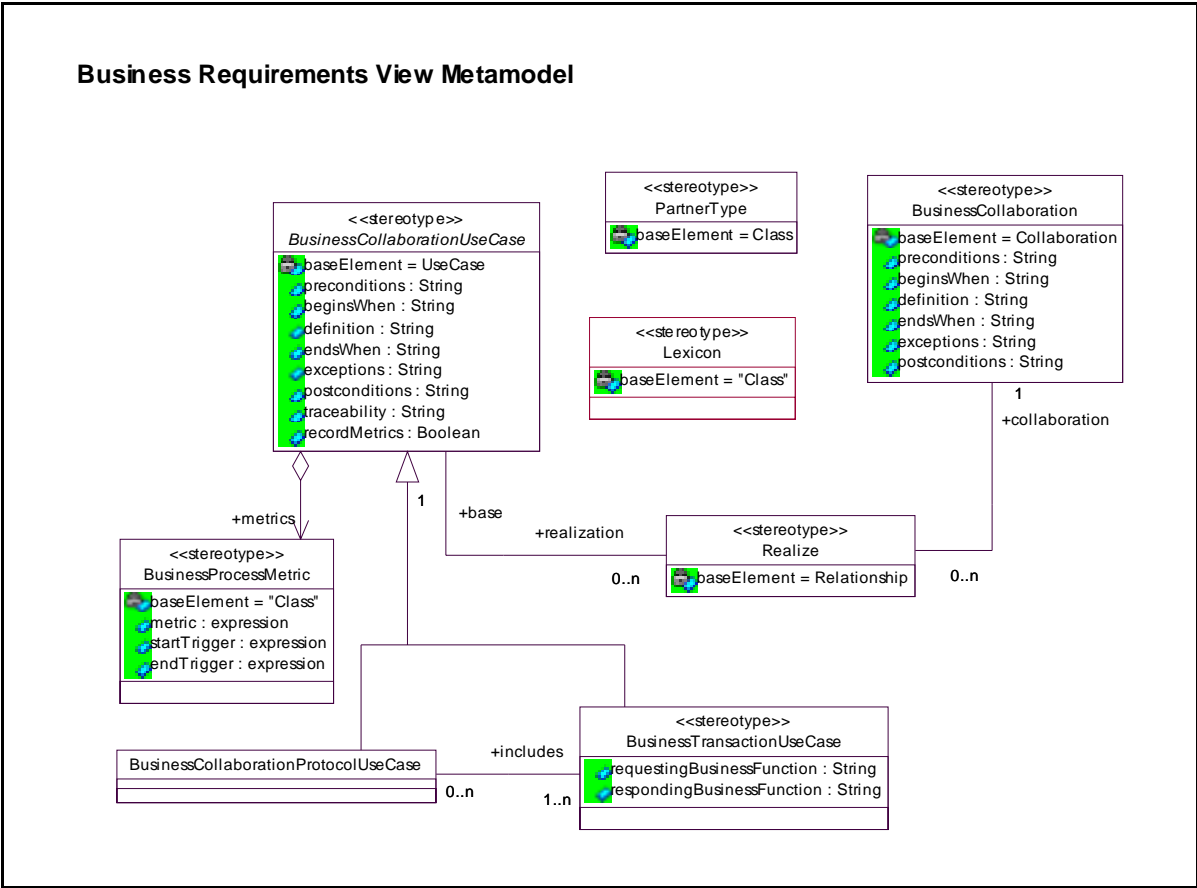 Business Requirements View Metamodel
<<stereotype>>
PartnerType
baseElement = Class
<<stereotype>>
BusinessCollaboration
baseElement = Collaboration
preconditions : String
beginsWhen : String
definition : String
endsWhen : String
exceptions : String
postconditions : String
<<stereotype>>
BusinessCollaborationUseCase
baseElement = UseCase
preconditions : String
beginsWhen : String
definition : String
endsWhen : String
exceptions : String
postconditions : String
traceability : String
recordMetrics : Boolean
<<stereotype>>
Lexicon
baseElement = "Class"
1
+collaboration
1
+base
+metrics
+realization
0..n
<<stereotype>>
Realize
baseElement = Relationship
0..n
<<stereotype>>
BusinessProcessMetric
baseElement = "Class"
metric : expression
startTrigger : expression
endTrigger : expression
<<stereotype>>
BusinessTransactionUseCase
requestingBusinessFunction : String
respondingBusinessFunction : String
BusinessCollaborationProtocolUseCase
+includes
0..n
1..n